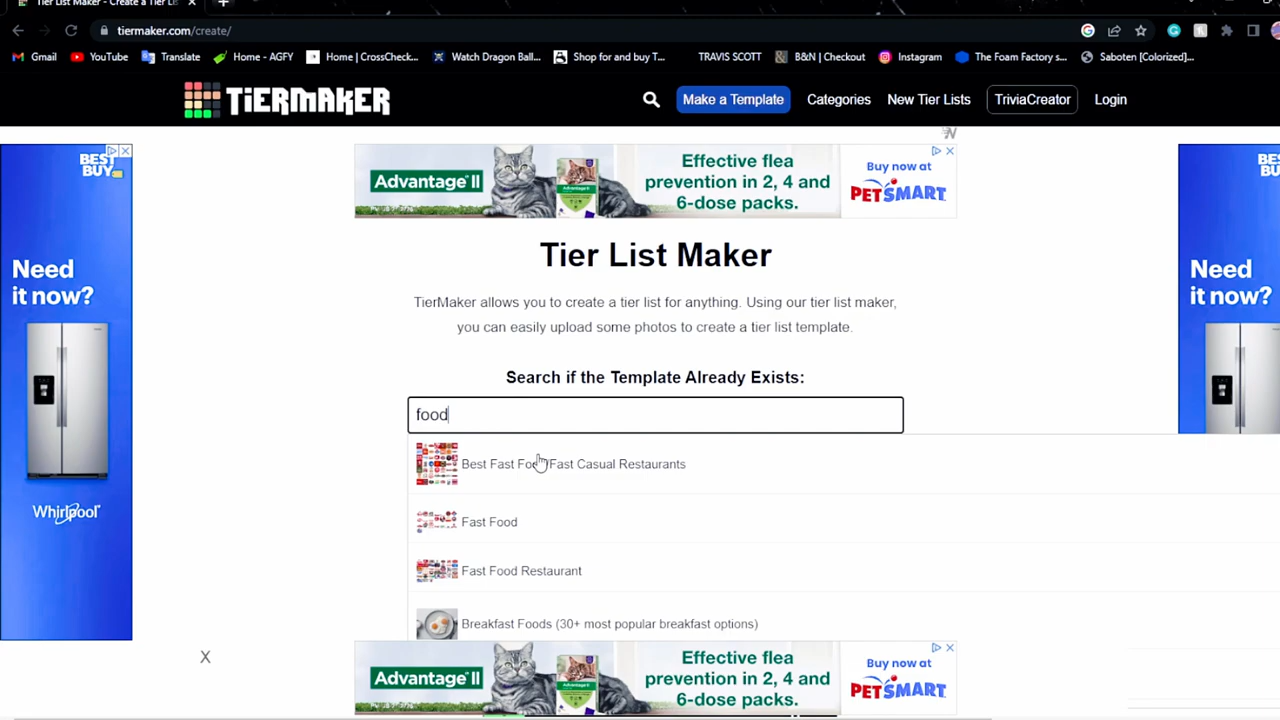 Tier List Maker - Create a Tier Li
tiermaker.com/create/
Gmail
YouTube
Translate
Home - AGFY
Home | CrossCheck...
Watch Dragon Ball...
Shop for and buy T...
TRAVIS SCOTT
B&N | Checkout
Instagram
The Foam Factory s...
Saboten [Colorized]...
TiERMAKER
Make a Template
Categories
New Tier Lists
TriviaCreator
Login
BEST BUY
Need
it now?
Whirlpool
Advantage II
Effective flea
prevention in 2, 4 and
6-dose packs.
Buy now at
PETSMART
BES
BU
Need
it now?
Tier List Maker
TierMaker allows you to create a tier list for anything. Using our tier list maker,
you can easily upload some photos to create a tier list template.
Search if the Template Already Exists:
food
Best Fast Foo/Fast Casual Restaurants
Fast Food
Fast Food Restaurant
Breakfast Foods (30+ most popular breakfast options)
X
Advantage II
Effective flea
prevention in 2, 4 and
6-dose packs.
Buy now at
PETSMART